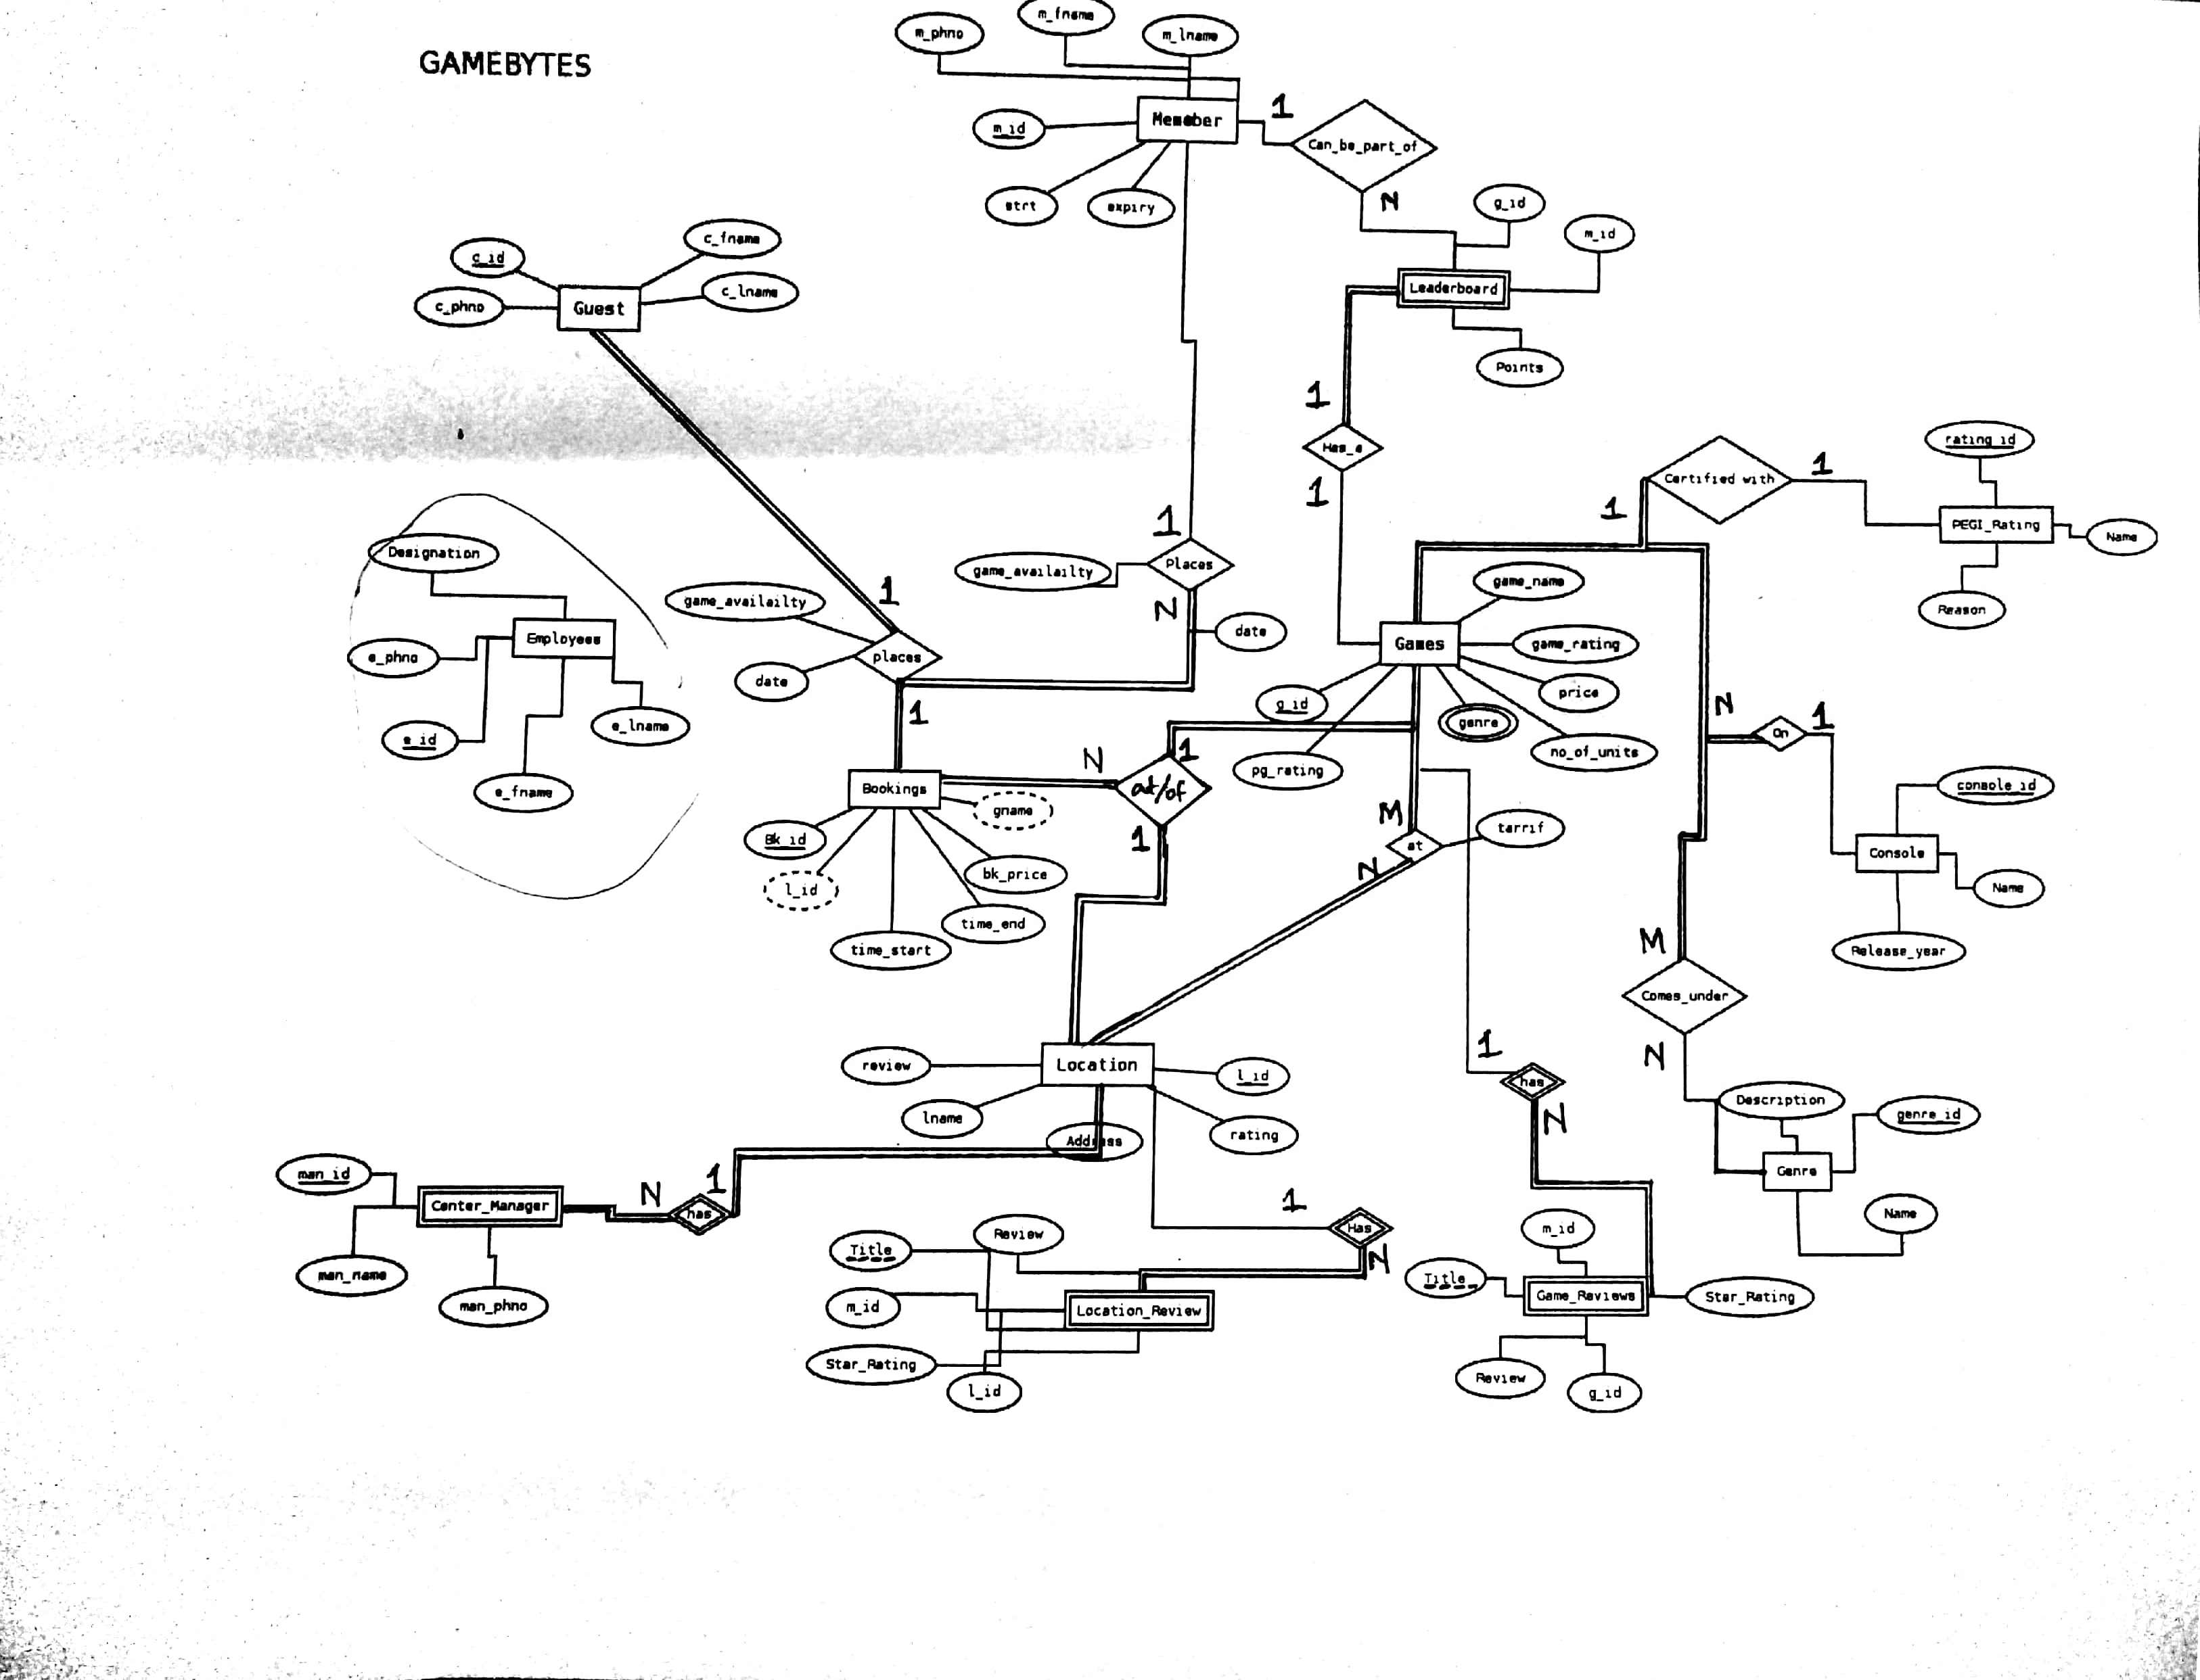 m_fname
m_phno
m_lname
GAMEBYTES
1
Member
m_id
Can_be_part_of
strt
expiry
N
g_id
m_id
c_fname
c_id
c_lname
c_phno
Guest
Leaderboard
Points
1
Has_a
1
rating_id
Certified with
1
1
PEGI_Rating
Name
Reason
1
Places
game_availailty
N
date
Designation
Employees
e_phno
e_id
e_lname
e_fname
game_availailty
1
places
date
1
game_name
Games
game_rating
price
g_id
genre
no_of_units
pg_rating
N
On
1
console_id
Console
Name
Release_year
N
1
at/of
1
Bookings
gname
Bk_id
l_id
bk_price
time_end
time_start
M
at
tarrif
N
M
Comes_under
N
Description
genre_id
Genre
Name
1
has
N
review
Location
l_id
lname
Address
rating
man_id
Center_Manager
N
1
has
man_name
man_phno
1
Has
N
Review
Title
m_id
Location_Review
Star_Rating
l_id
m_id
Title
Game_Reviews
Star_Rating
Review
g_id